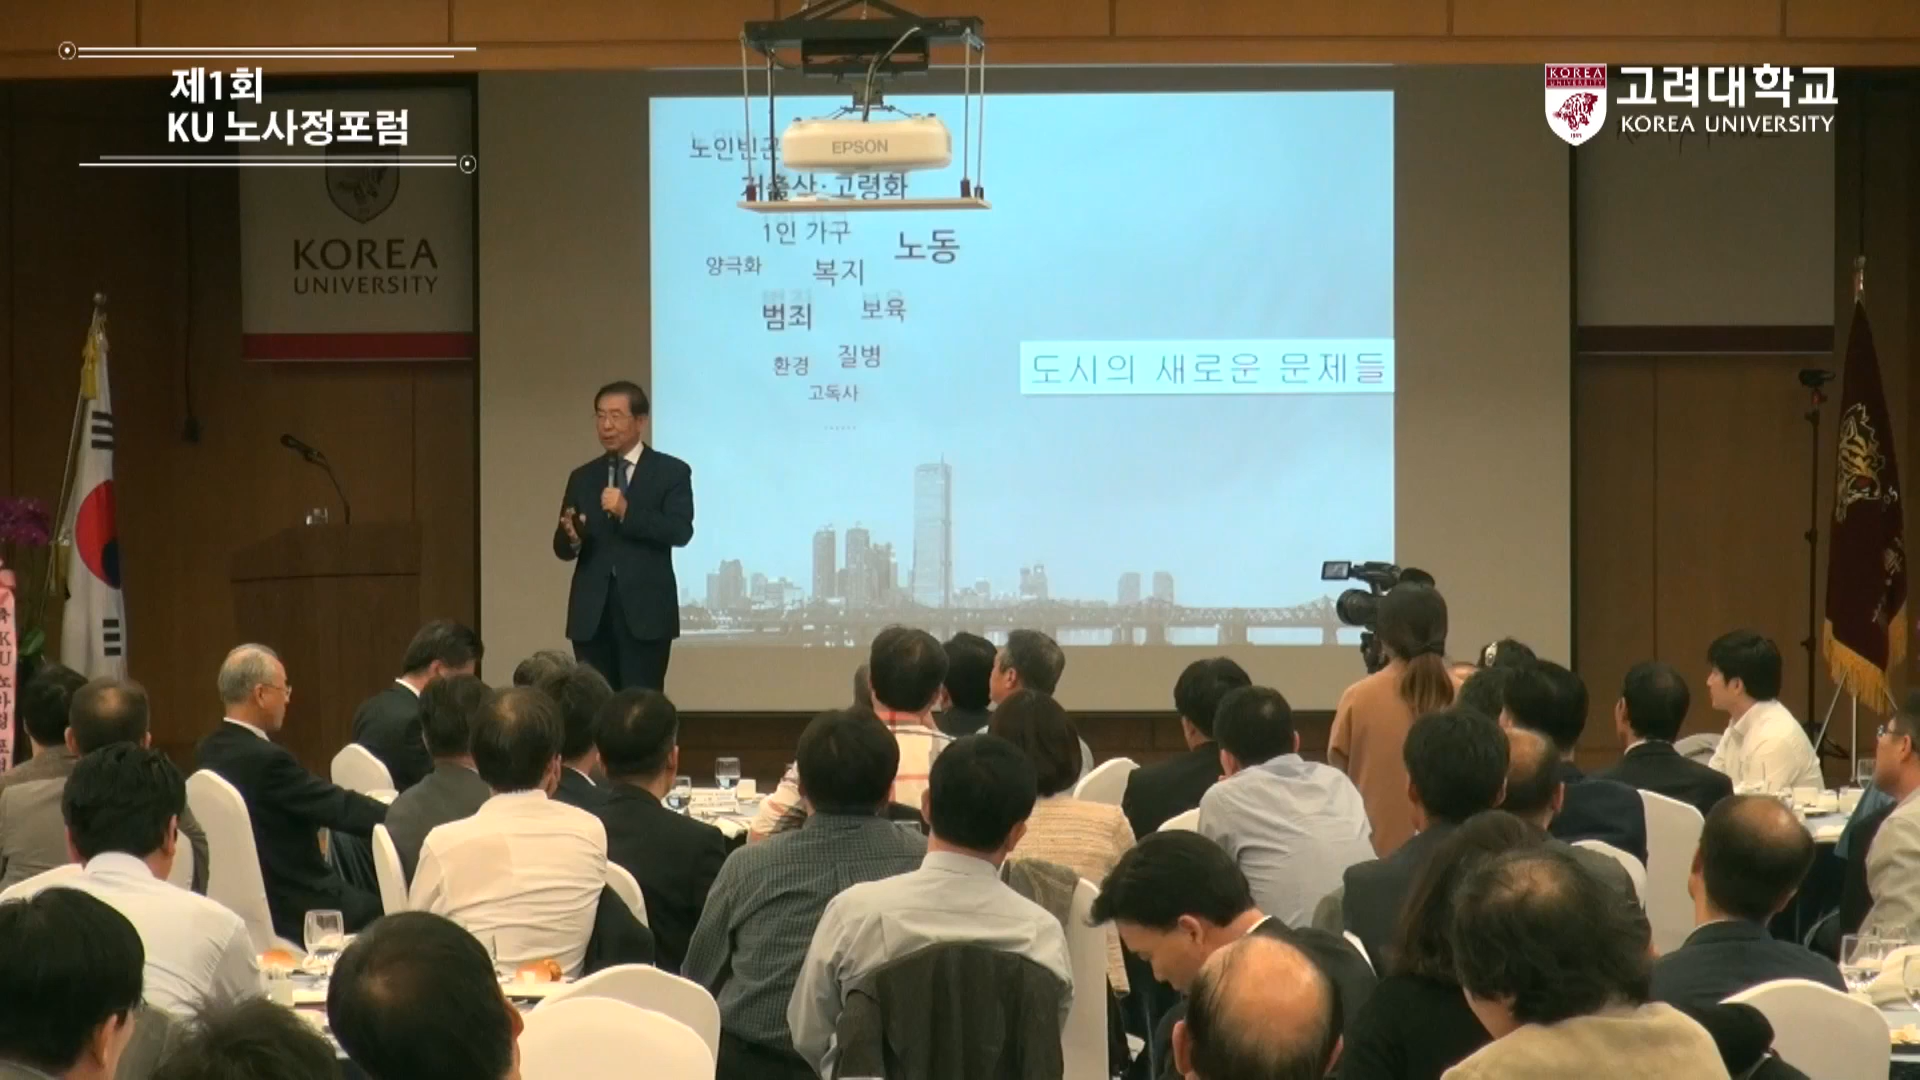 제1회
KU 노사정포럼
KOREA
UNIVERSITY
고려대학교
KOREA UNIVERSITY
KOREA
UNIVERSITY
EPSON
노인빈곤
저출산·고령화
1인 가구
노동
양극화
복지
범죄
보육
환경
질병
고독사
......
도시의 새로운 문제들